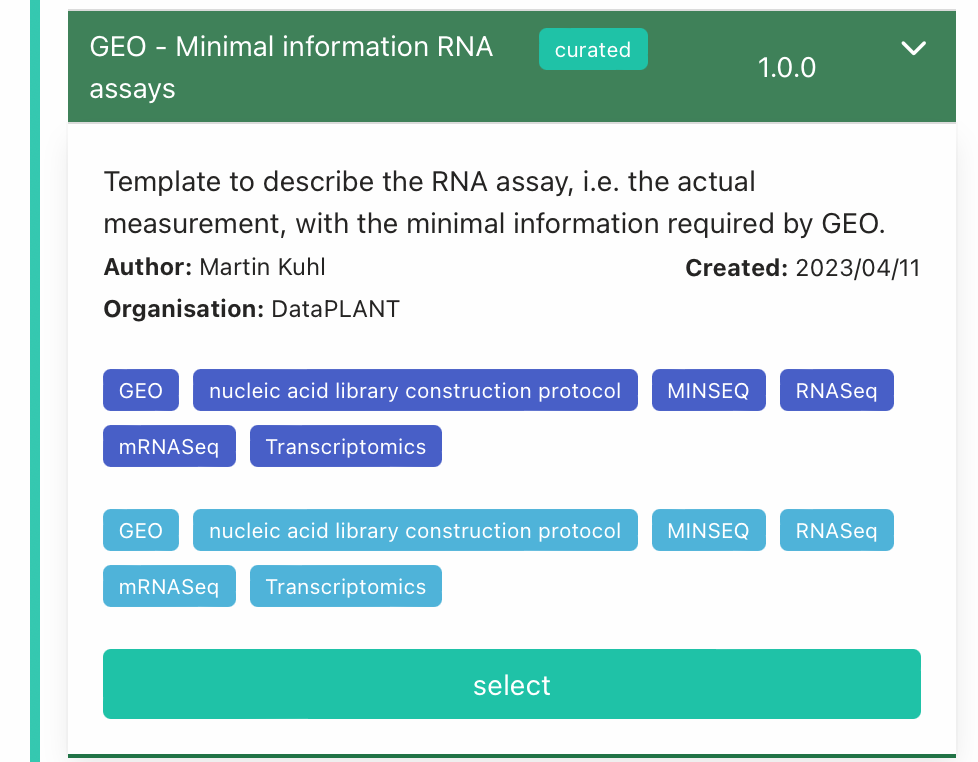 GEO - Minimal information RNA
assays
curated
1.0.0
Template to describe the RNA assay, i.e. the actual
measurement, with the minimal information required by GEO.
Author: Martin Kuhl
Created: 2023/04/11
Organisation: DataPLANT
GEO nucleic acid library construction protocol MINSEQ RNASeq
mRNASeq Transcriptomics
GEO nucleic acid library construction protocol MINSEQ RNASeq
mRNASeq Transcriptomics
select